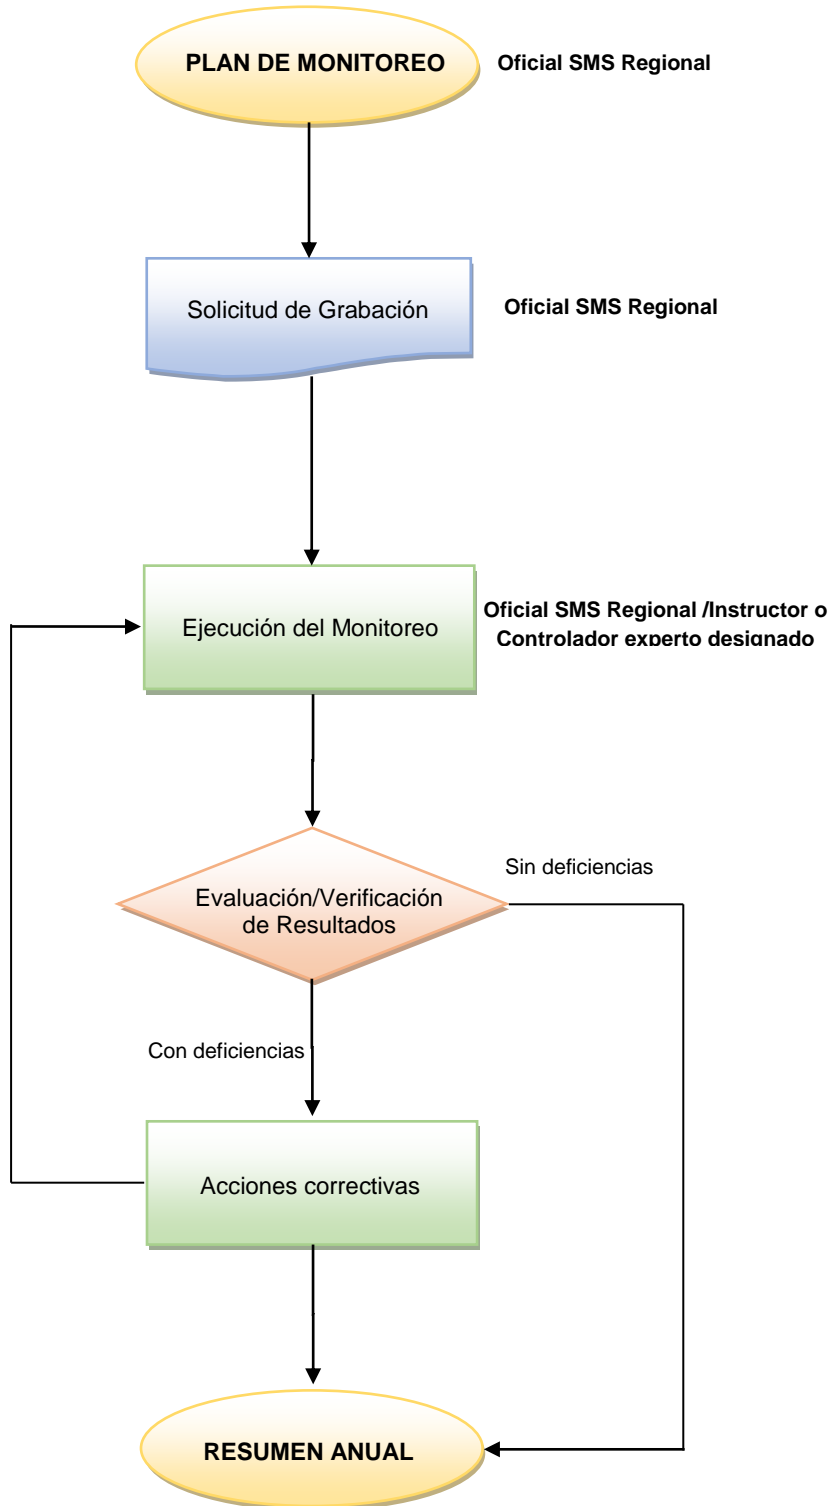 PLAN DE MONITOREO
Oficial SMS Regional
Solicitud de Grabación
Oficial SMS Regional
Ejecución del Monitoreo
Oficial SMS Regional /Instructor o
Controlador experto designado
Evaluación/Verificación
de Resultados
Sin deficiencias
Con deficiencias
Acciones correctivas
RESUMEN ANUAL